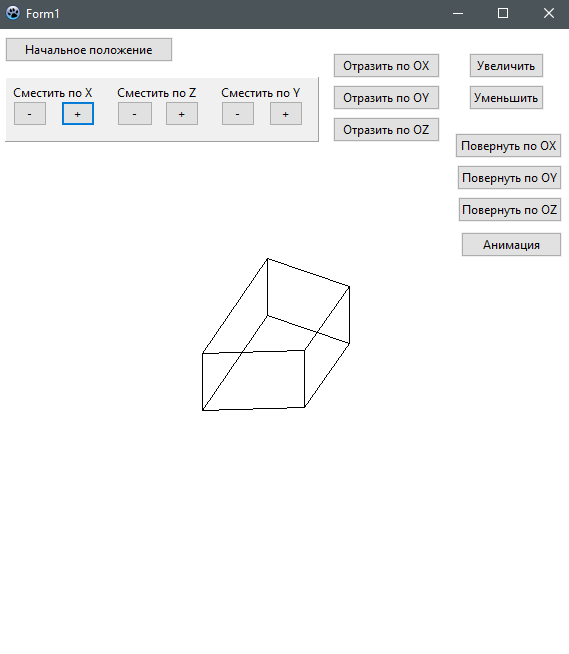 Form1
Начальное положение
Сместить по X
Сместить по Z
Сместить по Y
-
+
-
+
-
+
Отразить по OX
Отразить по OY
Отразить по OZ
Увеличить
Уменьшить
Повернуть по OX
Повернуть по OY
Повернуть по OZ
Анимация